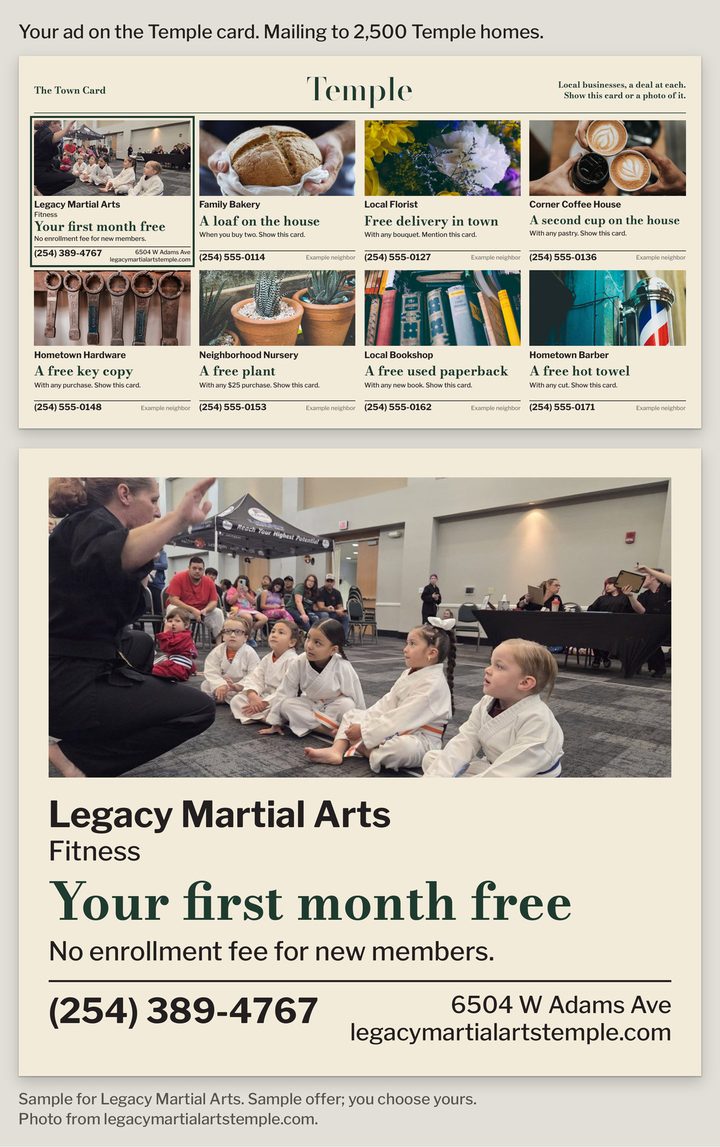 Your ad on the Temple card. Mailing to 2,500 Temple homes.
The Town Card
Temple
Local businesses, a deal at each.
Show this card or a photo of it.
Legacy Martial Arts
Fitness
Your first month free
No enrollment fee for new members.
(254) 389-4767
6504 W Adams Ave
legacymartialartstemple.com
Family Bakery
A loaf on the house
When you buy two. Show this card.
(254) 555-0114
Example neighbor
Local Florist
Free delivery in town
With any bouquet. Mention this card.
(254) 555-0127
Example neighbor
Corner Coffee House
A second cup on the house
With any pastry. Show this card.
(254) 555-0136
Example neighbor
Hometown Hardware
A free key copy
With any purchase. Show this card.
(254) 555-0148
Example neighbor
Neighborhood Nursery
A free plant
With any $25 purchase. Show this card.
(254) 555-0153
Example neighbor
Local Bookshop
A free used paperback
With any new book. Show this card.
(254) 555-0162
Example neighbor
Hometown Barber
A free hot towel
With any cut. Show this card.
(254) 555-0171
Example neighbor
Reach Your Highest Potential
Legacy Martial Arts
Fitness
Your first month free
No enrollment fee for new members.
(254) 389-4767
6504 W Adams Ave
legacymartialartstemple.com
Sample for Legacy Martial Arts. Sample offer; you choose yours.
Photo from legacymartialartstemple.com.